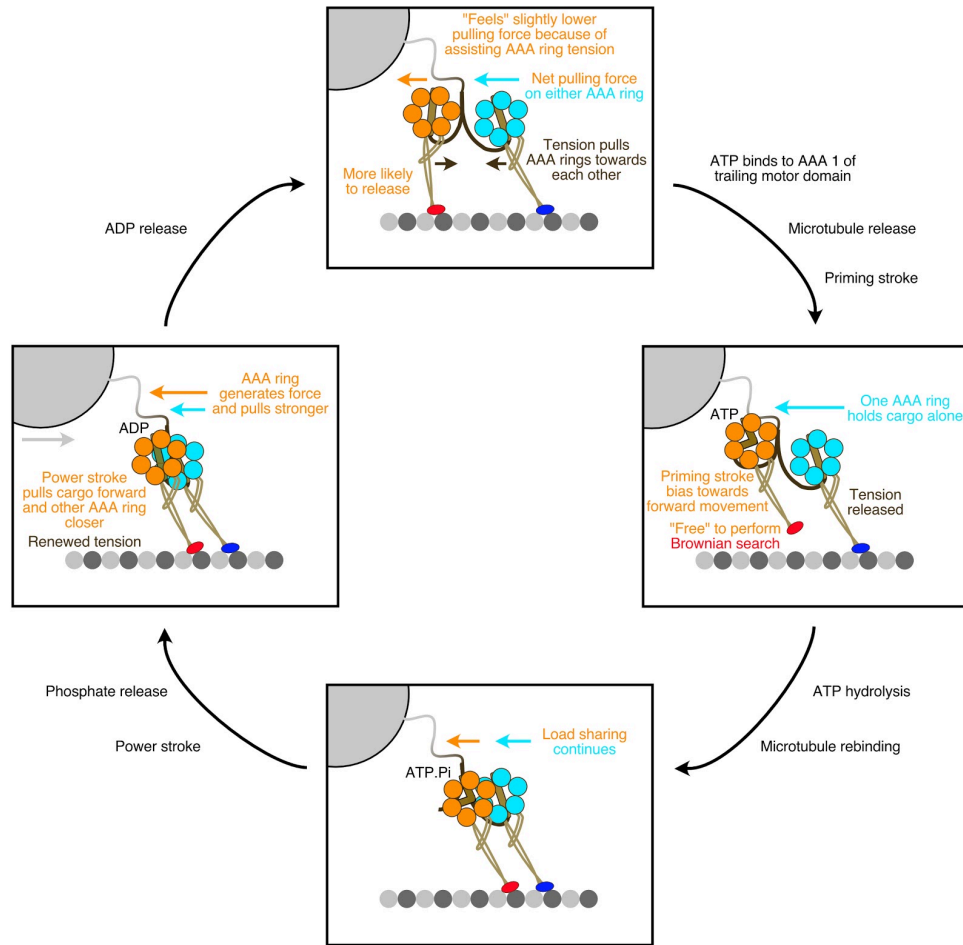 "Feels" slightly lower
pulling force because of
assisting AAA ring tension
Net pulling force
on either AAA ring
Tension pulls
AAA rings towards
each other
More likely
to release
ATP binds to AAA 1 of
trailing motor domain
Microtubule release
Priming stroke
ATP
One AAA ring
holds cargo alone
Priming stroke
bias towards
forward movement
Tension
released
"Free" to perform
Brownian search
ATP hydrolysis
Microtubule rebinding
Load sharing
continues
ATP.Pi
Phosphate release
Power stroke
AAA ring
generates force
and pulls stronger
ADP
Power stroke
pulls cargo forward
and other AAA ring
closer
Renewed tension
ADP release